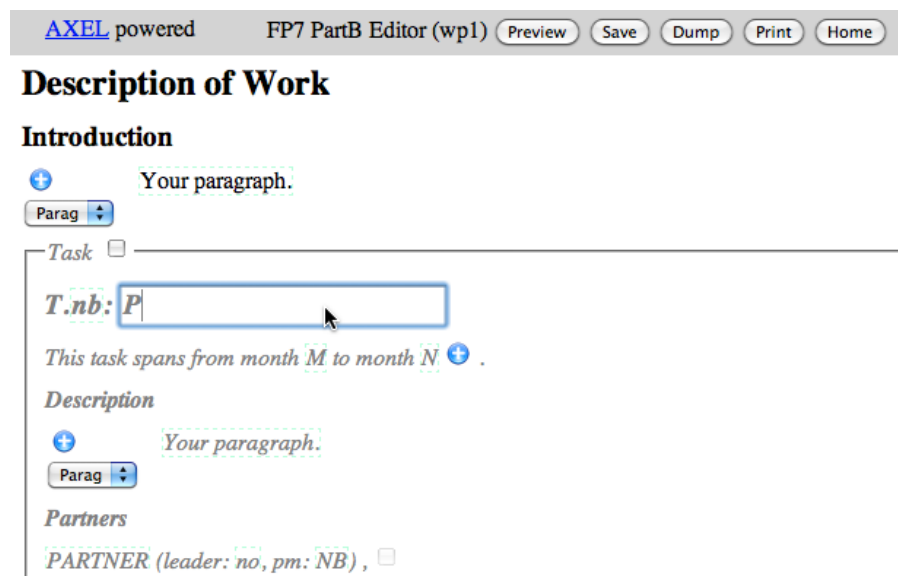 AXEL powered FP7 PartB Editor (wp1) Preview Save Dump Print Home
Description of Work
Introduction
Your paragraph.
Parag
Task
T.nb: P
This task spans from month M to month N .
Description
Your paragraph.
Parag
Partners
PARTNER (leader: no, pm: NB) ,